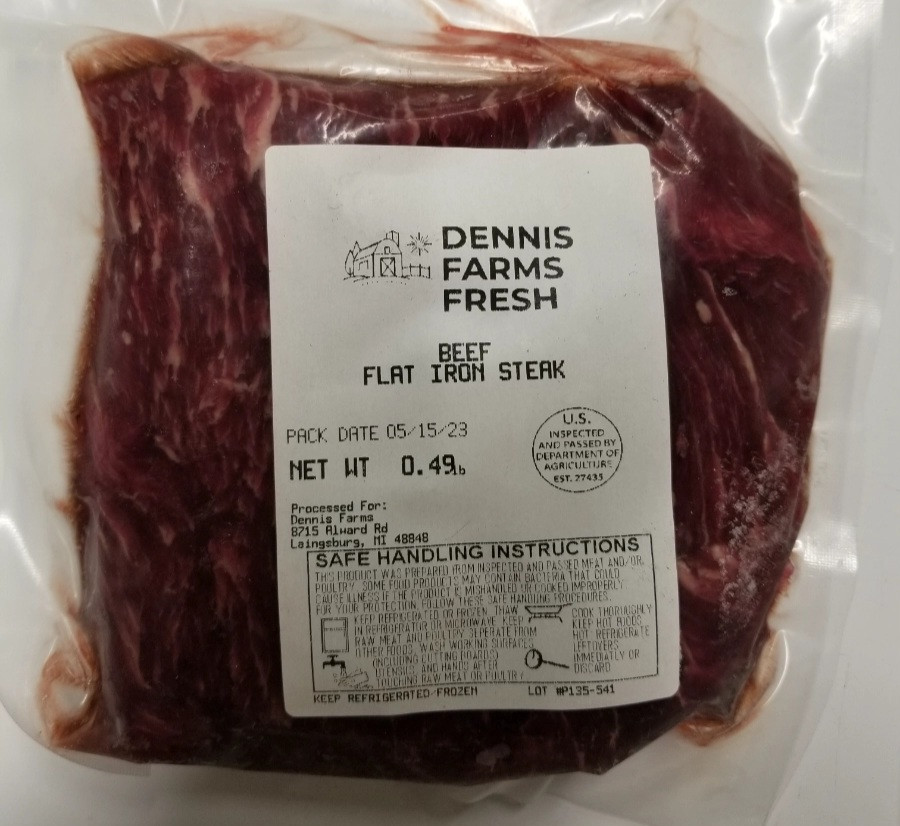 DENNIS
FARMS
FRESH
BEEF
FLAT IRON STEAK
PACK DATE 05/15/23
NET WT 0.49lb
U.S.
INSPECTED
AND PASSED BY
DEPARTMENT OF
AGRICULTURE
EST. 27435
Processed For:
Dennis Farms
8715 Alward Rd
Laingsburg, MI 48848
SAFE HANDLING INSTRUCTIONS
THIS PRODUCT WAS PREPARED FROM INSPECTED AND PASSED MEAT AND/OR
POULTRY. SOME FOOD PRODUCTS MAY CONTAIN BACTERIA THAT COULD
CAUSE ILLNESS IF THE PRODUCT IS MISHANDLED OR COOKED IMPROPERLY.
FOR YOUR PROTECTION, FOLLOW THESE SAFE HANDLING PROCEDURES.
KEEP REFRIGERATED OR FROZEN. THAW
IN REFRIGERATOR OR MICROWAVE. KEEP
RAW MEAT AND POULTRY SEPERATE FROM
OTHER FOODS. WASH WORKING SURFACES
(INCLUDING CUTTING BOARDS)
UTENSILS AND HANDS AFTER
TOUCHING RAW MEAT OR POULTRY
COOK THOROUGHLY
KEEP HOT FOODS
HOT. REFRIGERATE
LEFTOVERS
IMMEDIATLY OR
DISCARD
KEEP REFRIGERATED/FROZEN
LOT #P135-541